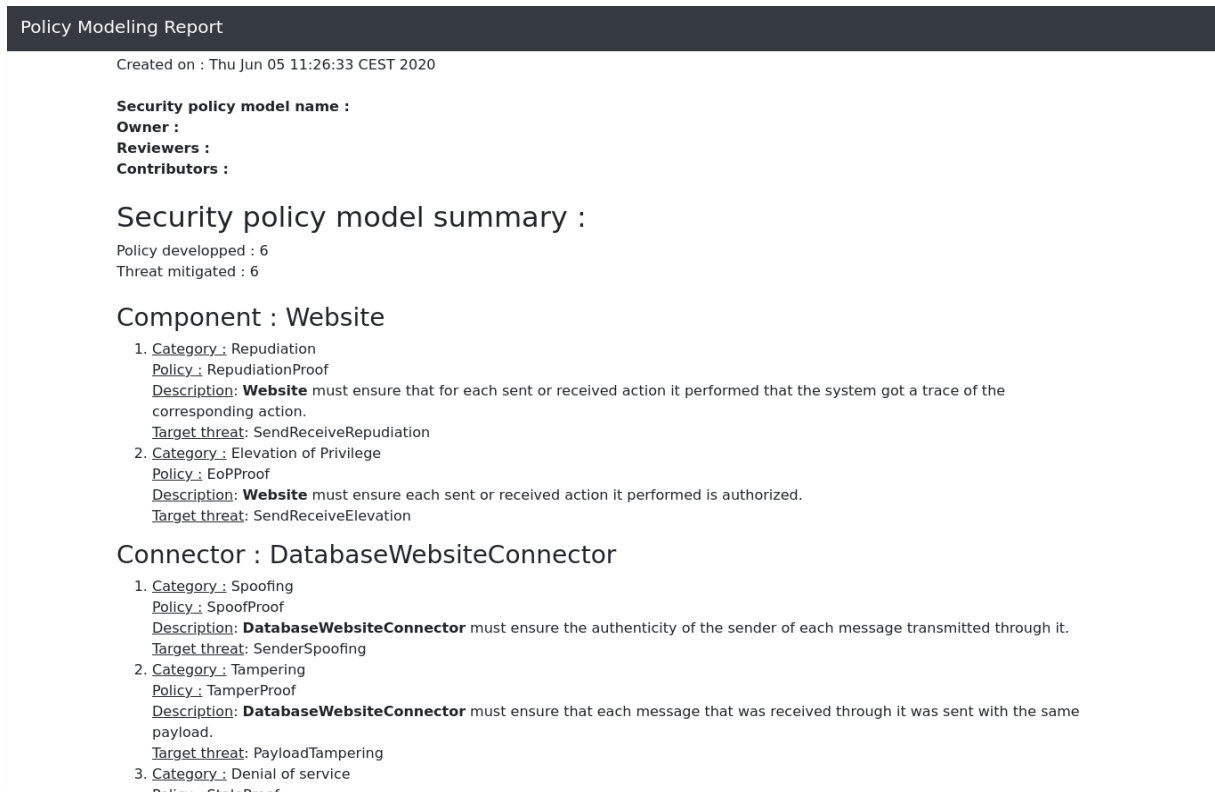 Policy Modeling Report
Created on : Thu Jun 05 11:26:33 CEST 2020
Security policy model name :
Owner :
Reviewers :
Contributors :
Security policy model summary :
Policy developped : 6
Threat mitigated : 6
Component : Website
1. Category : Repudiation
Policy : RepudiationProof
Description: Website must ensure that for each sent or received action it performed that the system got a trace of the
corresponding action.
Target threat: SendReceiveRepudiation
2. Category : Elevation of Privilege
Policy : EoPProof
Description: Website must ensure each sent or received action it performed is authorized.
Target threat: SendReceiveElevation
Connector : DatabaseWebsiteConnector
1. Category : Spoofing
Policy : SpoofProof
Description: DatabaseWebsiteConnector must ensure the authenticity of the sender of each message transmitted through it.
Target threat: SenderSpoofing
2. Category : Tampering
Policy : TamperProof
Description: DatabaseWebsiteConnector must ensure that each message that was received through it was sent with the same
payload.
Target threat: PayloadTampering
3. Category : Denial of service
Policy :